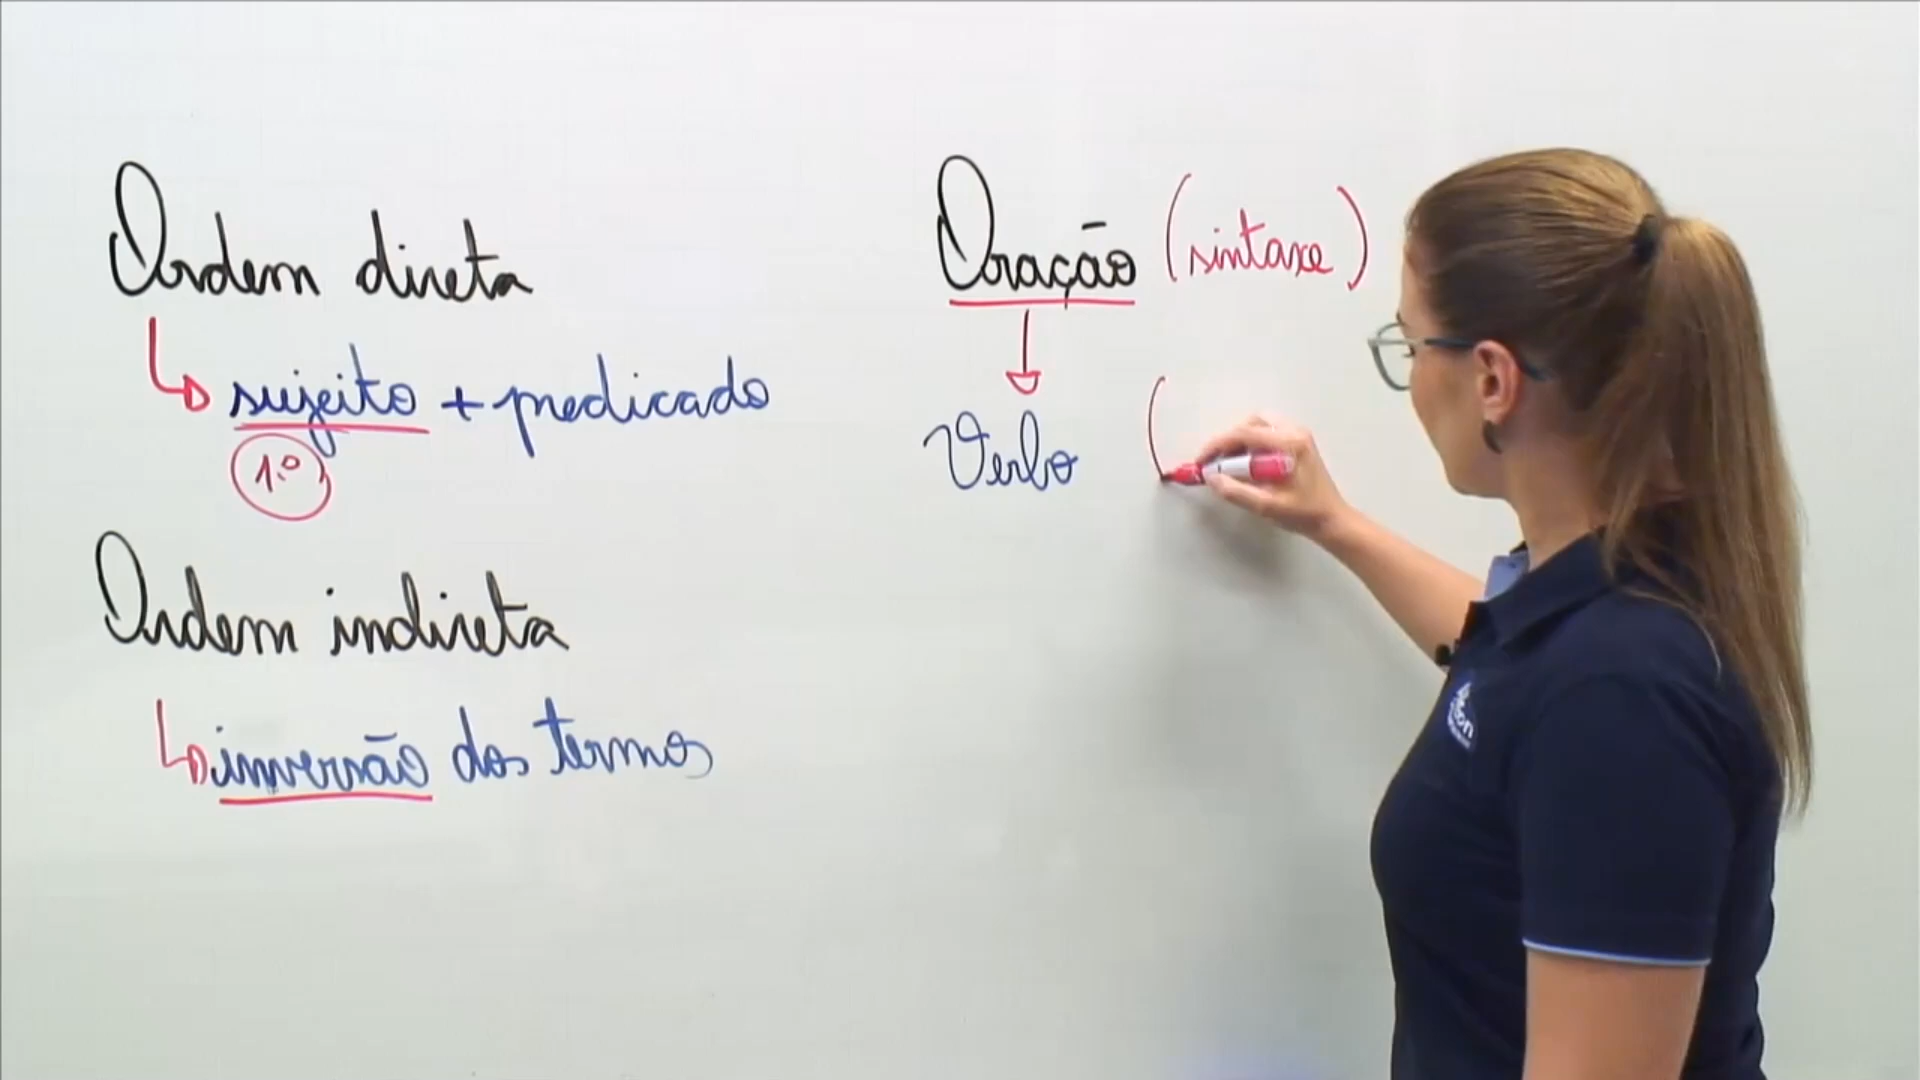 Ordem direta
sujeito + predicado
1.º
Ordem indireta
inversão dos termos
Oração (sintaxe)
Verbo (